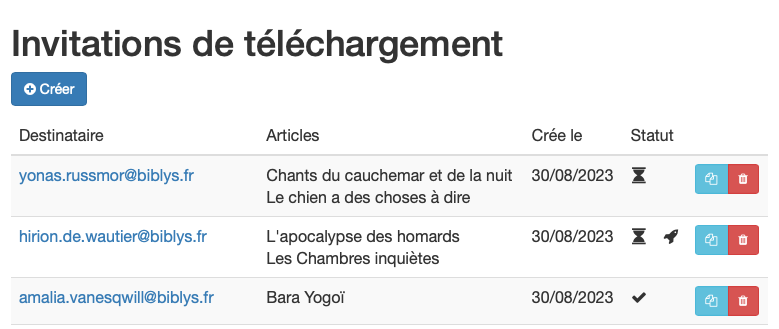 Invitations de téléchargement
Créer
Destinataire Articles Crée le Statut
yonas.russmor@biblys.fr Chants du cauchemar et de la nuit 30/08/2023
Le chien a des choses à dire
hirion.de.wautier@biblys.fr L'apocalypse des homards 30/08/2023
Les Chambres inquiètes
amalia.vanesqwill@biblys.fr Bara Yogoï 30/08/2023